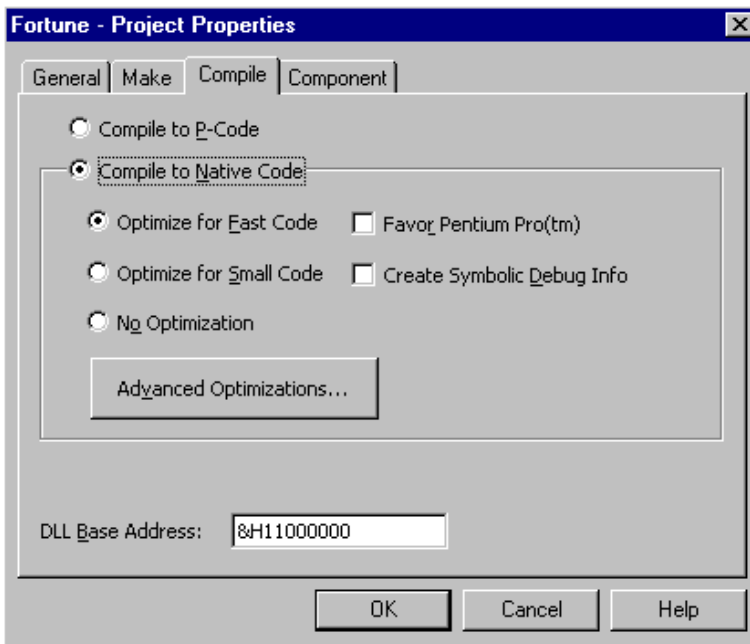 Fortune - Project Properties
General Make Compile Component
Compile to P-Code
Compile to Native Code
Optimize for Fast Code Favor Pentium Pro(tm)
Optimize for Small Code Create Symbolic Debug Info
No Optimization
Advanced Optimizations...
DLL Base Address: &H11000000
OK Cancel Help